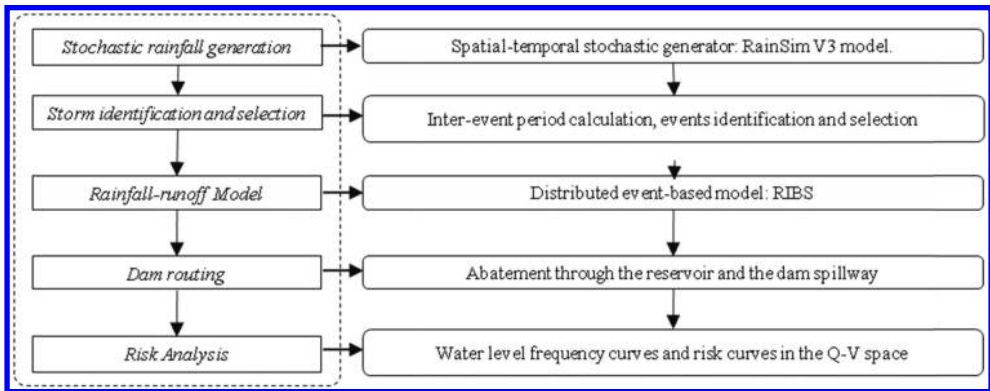 Stochastic rainfall generation
Spatial-temporal stochastic generator: RainSim V3 model.
Storm identification and selection
Inter-event period calculation, events identification and selection
Rainfall-runoff Model
Distributed event-based model: RIBS
Dam routing
Abatement through the reservoir and the dam spillway
Risk Analysis
Water level frequency curves and risk curves in the Q-V space